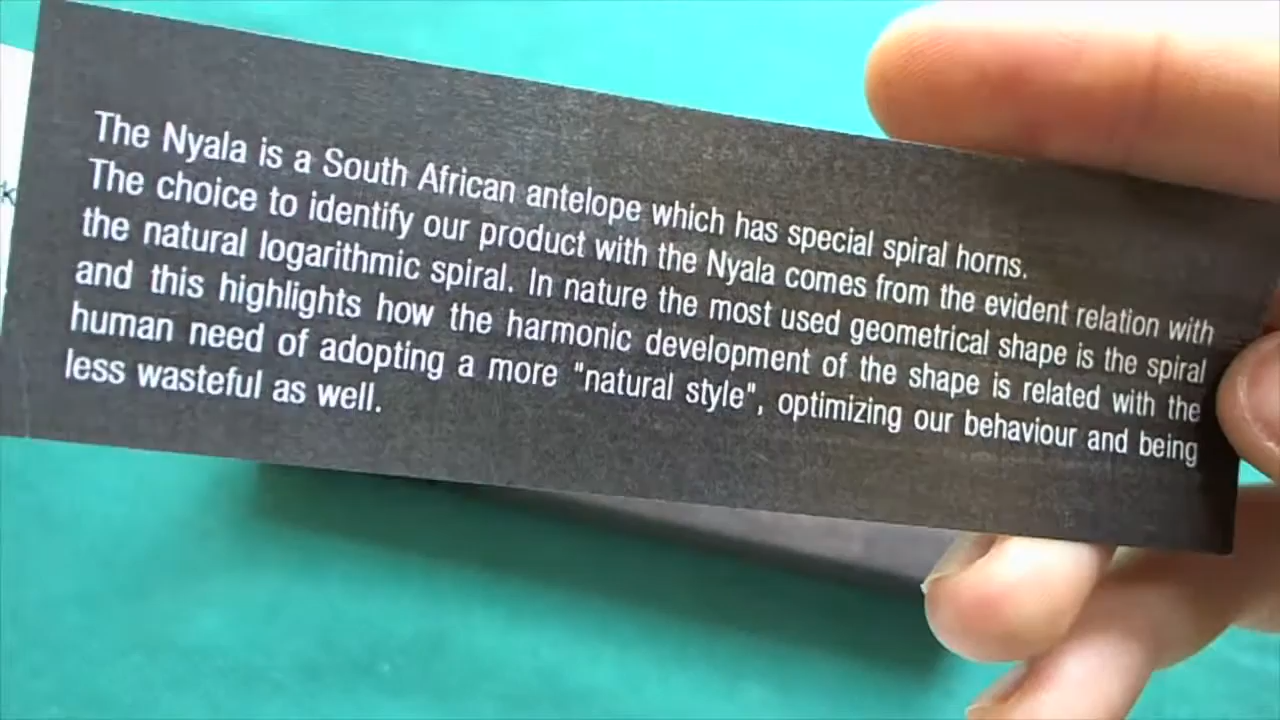 The Nyala is a South African antelope which has special spiral horns.
The choice to identify our product with the Nyala comes from the evident relation with
the natural logarithmic spiral. In nature the most used geometrical shape is the spiral
and this highlights how the harmonic development of the shape is related with the
human need of adopting a more "natural style", optimizing our behaviour and being
less wasteful as well.